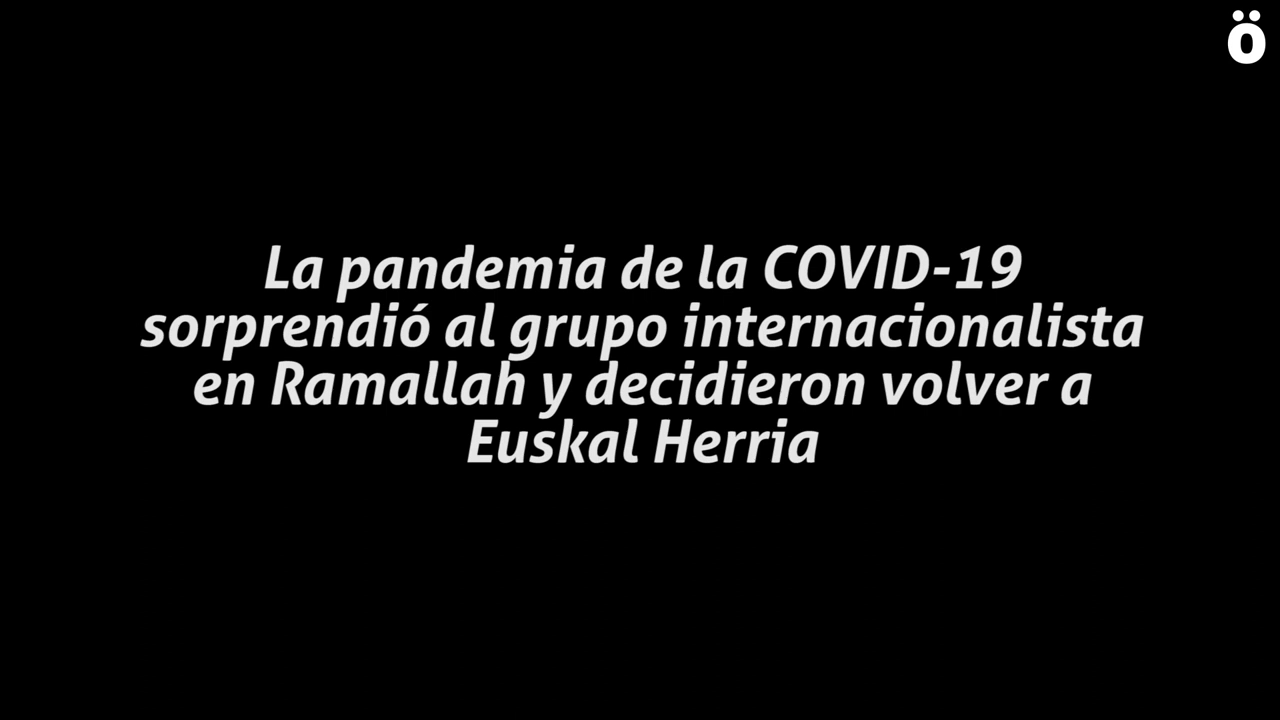 ö
La pandemia de la COVID-19
sorprendió al grupo internacionalista
en Ramallah y decidieron volver a
Euskal Herria